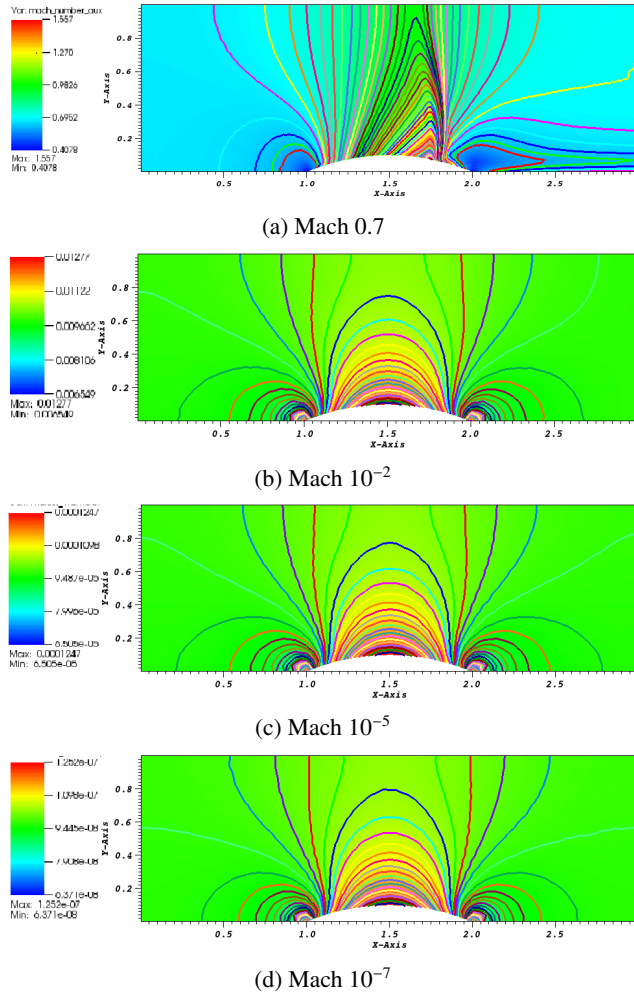 Var: mach_number_aux
1.557
1.270
0.9826
0.6952
0.4078
Max: 1.557
Min: 0.4078
Y-Axis
0.8
0.6
0.4
0.2
0.5 1.0 1.5 2.0 2.5
X-Axis
(a) Mach 0.7
0.01277
0.01122
0.009662
0.008106
0.006549
Max: 0.01277
Min: 0.006549
Y-Axis
0.8
0.6
0.4
0.2
0.5 1.0 1.5 2.0 2.5
X-Axis
(b) Mach 10⁻²
0.0001247
0.0001098
9.487e-05
7.996e-05
6.505e-05
Max: 0.0001247
Min: 6.505e-05
Y-Axis
0.8
0.6
0.4
0.2
0.5 1.0 1.5 2.0 2.5
X-Axis
(c) Mach 10⁻⁵
1.252e-07
1.098e-07
9.445e-08
7.908e-08
6.371e-08
Max: 1.252e-07
Min: 6.371e-08
Y-Axis
0.8
0.6
0.4
0.2
0.5 1.0 1.5 2.0 2.5
X-Axis
(d) Mach 10⁻⁷